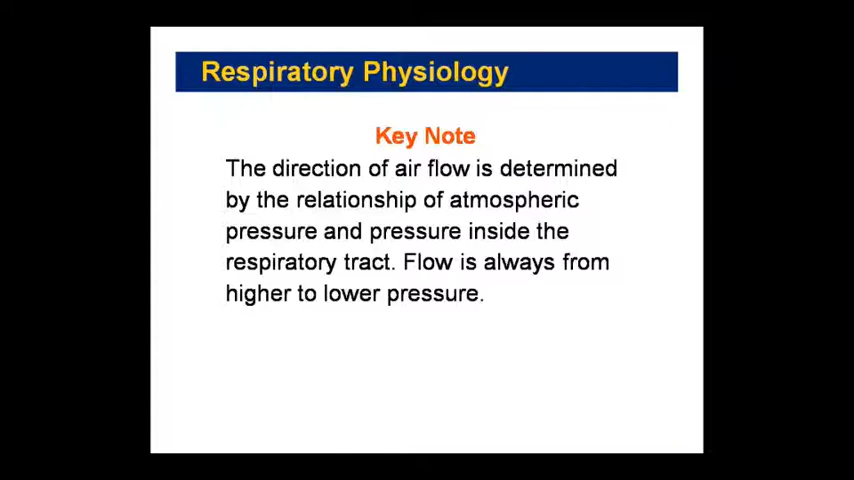 Respiratory Physiology
Key Note
The direction of air flow is determined
by the relationship of atmospheric
pressure and pressure inside the
respiratory tract. Flow is always from
higher to lower pressure.